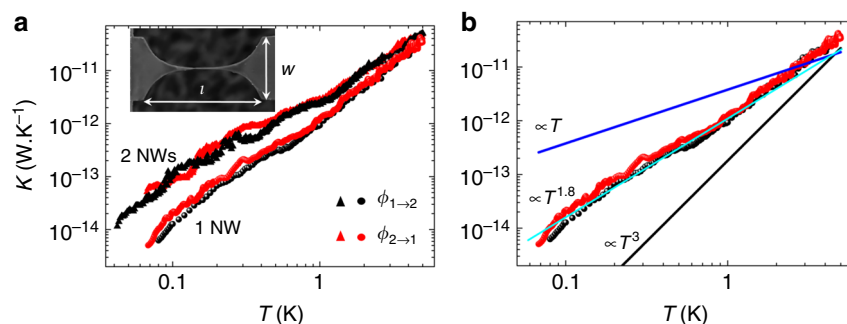 a
b
K (W.K⁻¹)
10⁻¹¹
10⁻¹²
10⁻¹³
10⁻¹⁴
l
w
2 NWs
1 NW
ϕ₁→₂
ϕ₂→₁
0.1
1
T (K)
10⁻¹¹
10⁻¹²
10⁻¹³
10⁻¹⁴
∝T
∝T¹·⁸
∝T³
0.1
1
T (K)